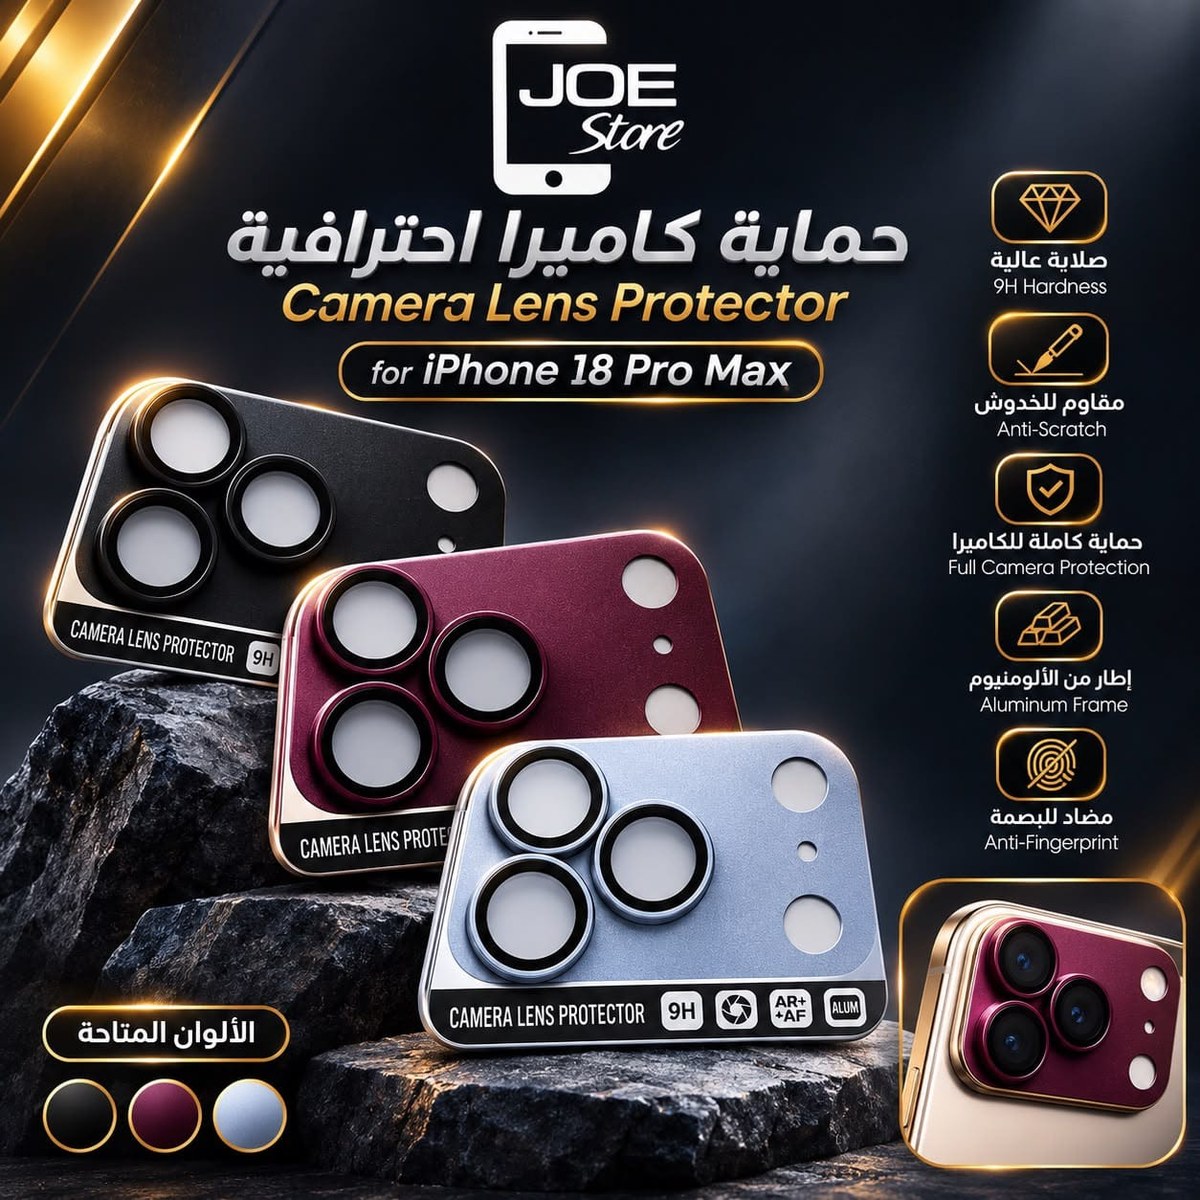 JOE
Store
حماية كاميرا احترافية
Camera Lens Protector
for iPhone 18 Pro Max
صلابة عالية
9H Hardness
مقاوم للخدوش
Anti-Scratch
حماية كاملة للكاميرا
Full Camera Protection
إطار من الألومنيوم
Aluminum Frame
مضاد للبصمة
Anti-Fingerprint
CAMERA LENS PROTECTOR 9H
CAMERA LENS PROTE
CAMERA LENS PROTECTOR 9H AR+ +AF ALUM
الألوان المتاحة